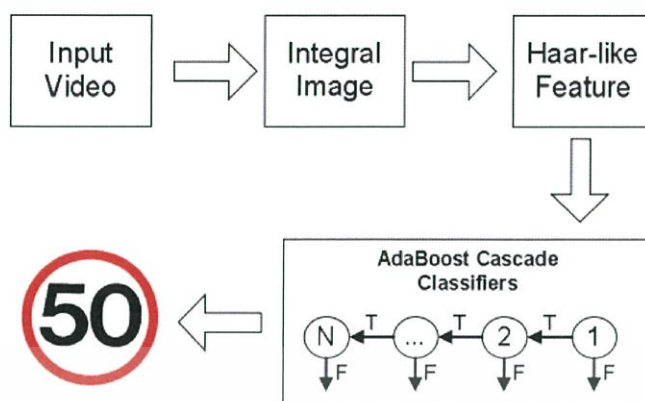 Input
Video
Integral
Image
Haar-like
Feature
AdaBoost Cascade
Classifiers
50
N T ... T 2 T 1
F F F F